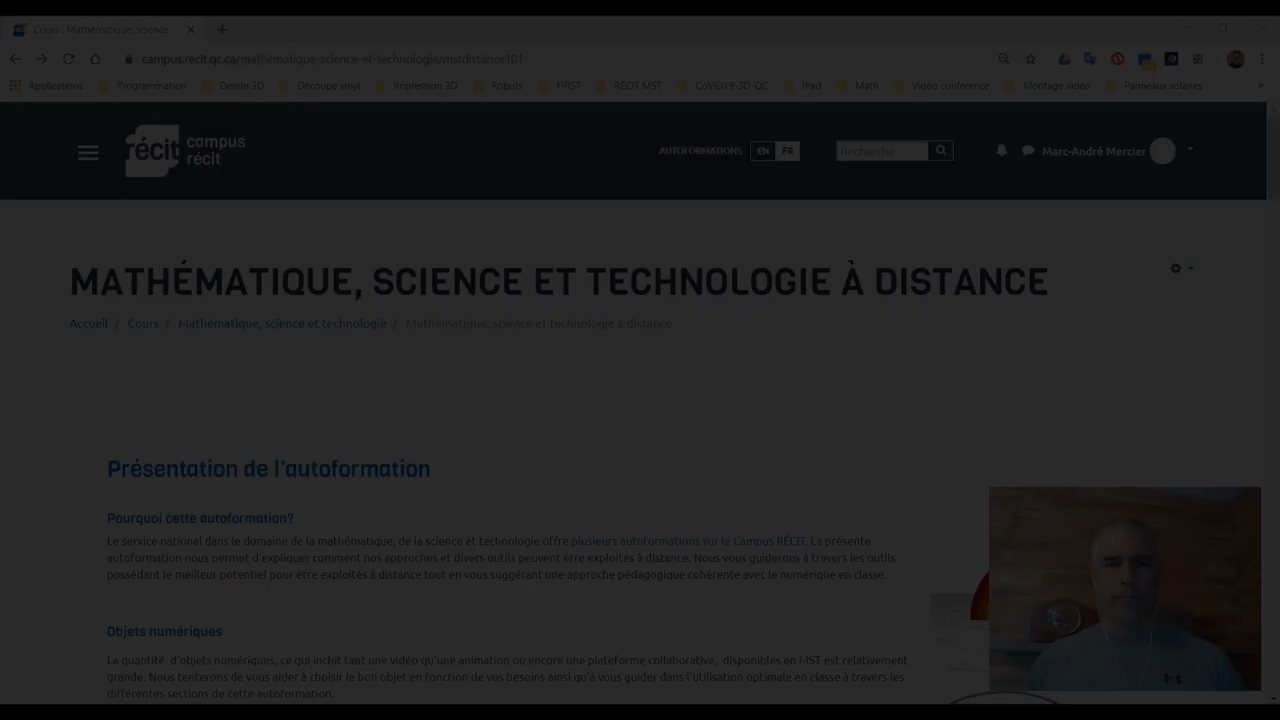 Cours : Mathématique, science
campus.recit.qc.ca/mathematique-science-et-technologie/mstdistance101
Applications Programmation Dessin 3D Découpe vinyl Impression 3D Robots FIRST RÉCIT MST CoViD19-3D-QC iPad Math Vidéo conférence Montage vidéo Panneaux solaires »
récit campus récit
AUTOFORMATIONS EN FR Recherche Marc-André Mercier
MATHÉMATIQUE, SCIENCE ET TECHNOLOGIE À DISTANCE
Accueil / Cours / Mathématique, science et technologie / Mathématique, science et technologie à distance
Présentation de l'autoformation
Pourquoi cette autoformation?
Le service national dans le domaine de la mathématique, de la science et technologie offre plusieurs autoformations sur le Campus RÉCIT. La présente
autoformation nous permet d'expliquer comment nos approches et divers outils peuvent être exploités à distance. Nous vous guiderons à travers les outils
possédant le meilleur potentiel pour être exploités à distance tout en vous suggérant une approche pédagogique cohérente avec le numérique en classe.
Objets numériques
La quantité d'objets numériques, ce qui inclut tant une vidéo qu'une animation ou encore une plateforme collaborative, disponibles en MST est relativement
grande. Nous tenterons de vous aider à choisir le bon objet en fonction de vos besoins ainsi qu'à vous guider dans l'utilisation optimale en classe à travers les
différentes sections de cette autoformation.